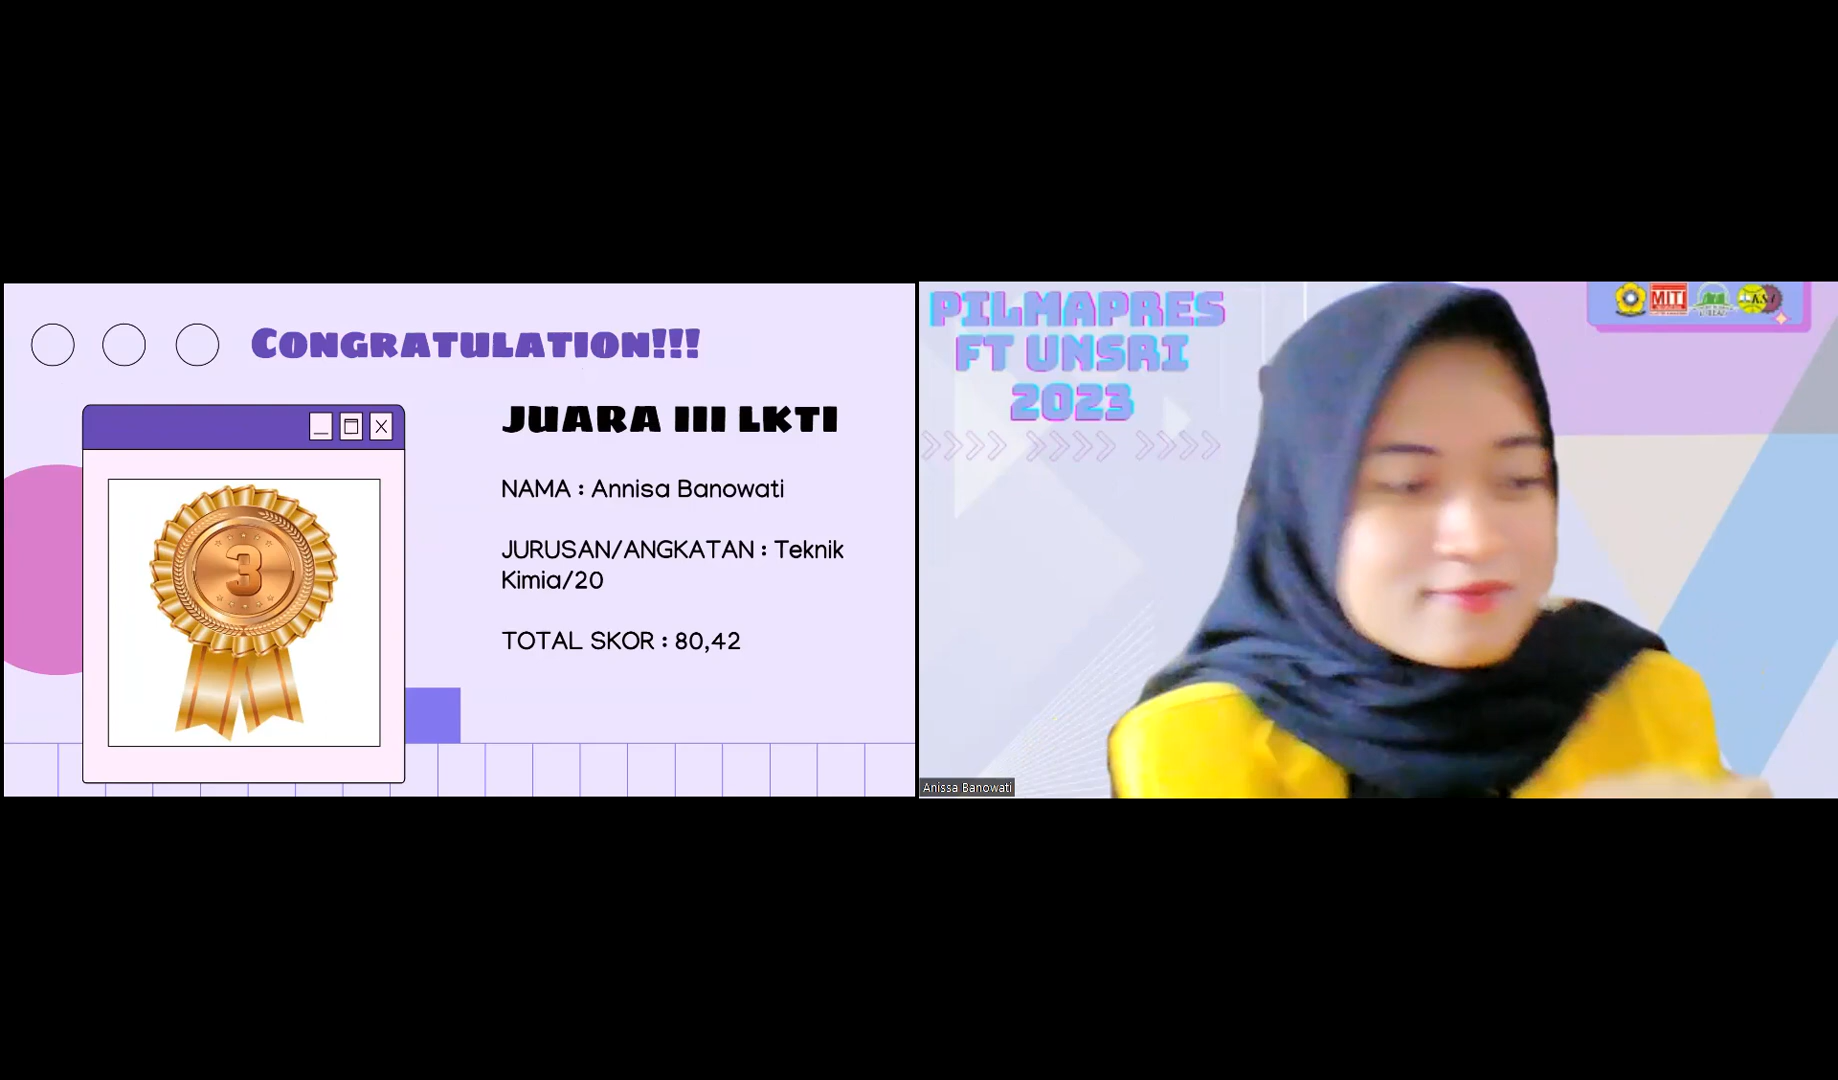 CONGRATULATION!!!
JUARA III LKTI
NAMA : Annisa Banowati
JURUSAN/ANGKATAN : Teknik
Kimia/20
TOTAL SKOR : 80,42
3
PILMAPRES
FT UNSRI
2023
MITI
Anissa Banowati